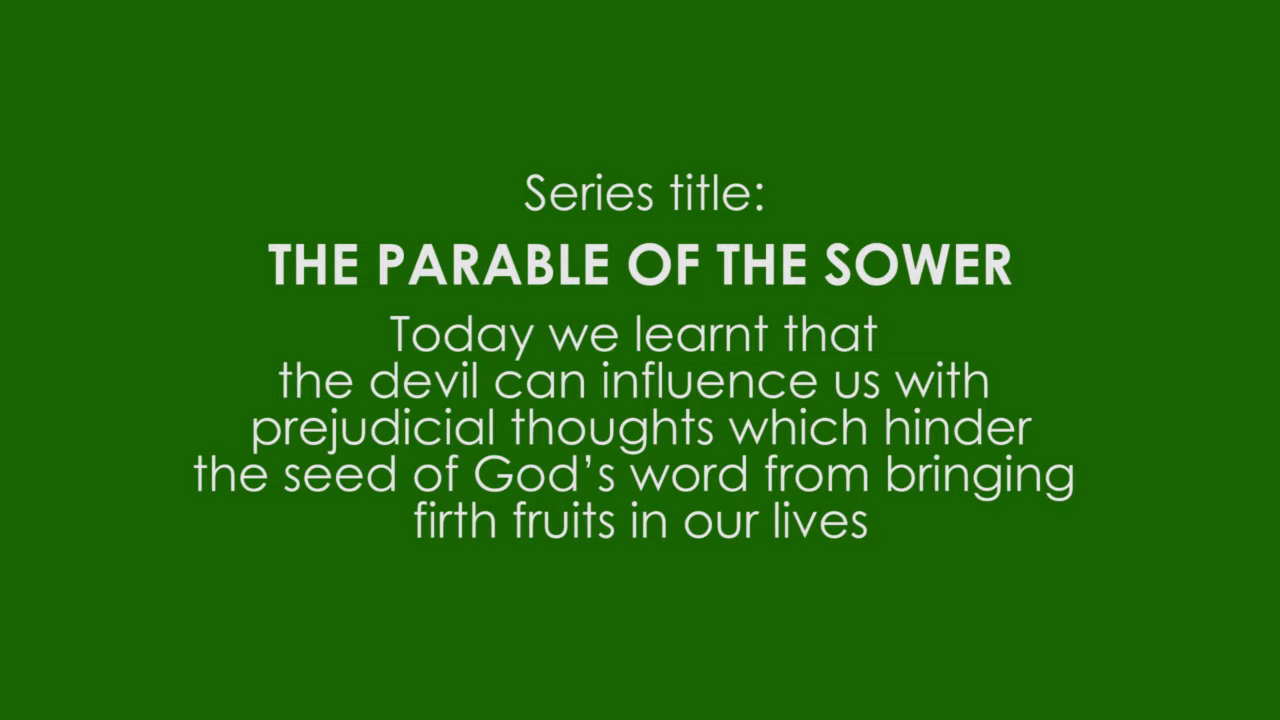 Series title:
THE PARABLE OF THE SOWER
Today we learnt that
the devil can influence us with
prejudicial thoughts which hinder
the seed of God’s word from bringing
firth fruits in our lives